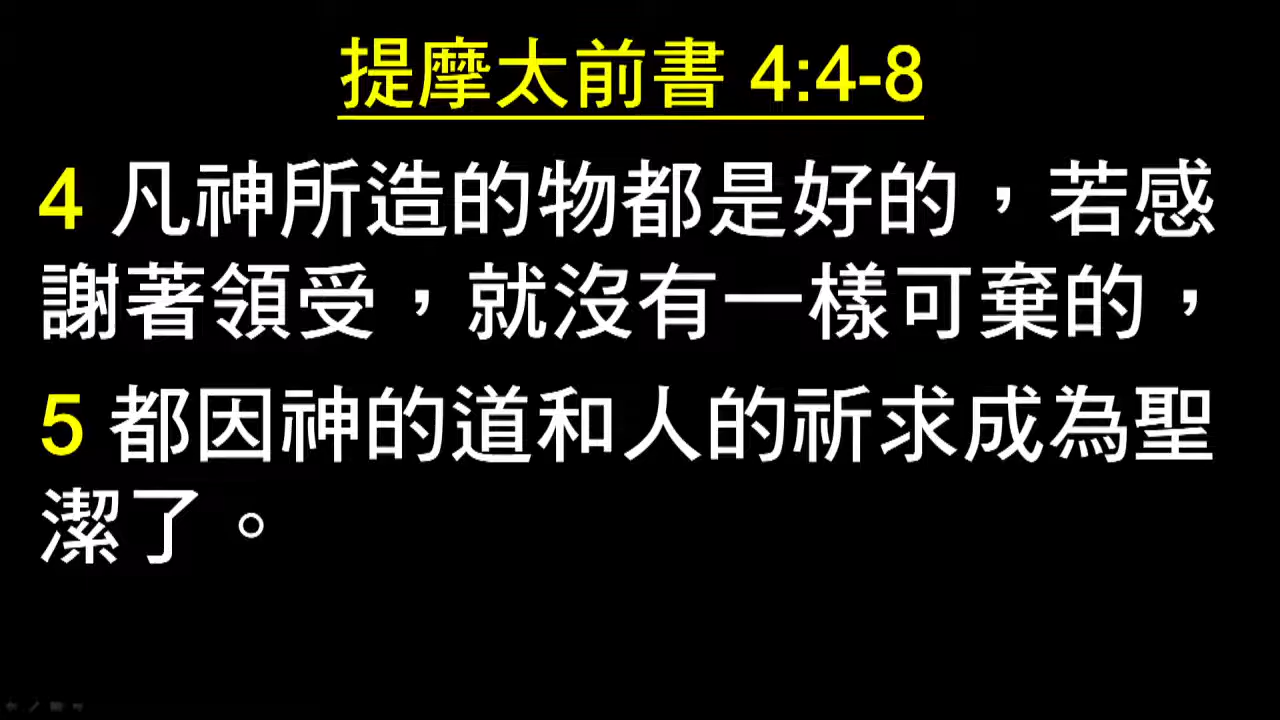 提摩太前書 4:4-8
4 凡神所造的物都是好的，若感
謝著領受，就沒有一樣可棄的，
5 都因神的道和人的祈求成為聖
潔了。